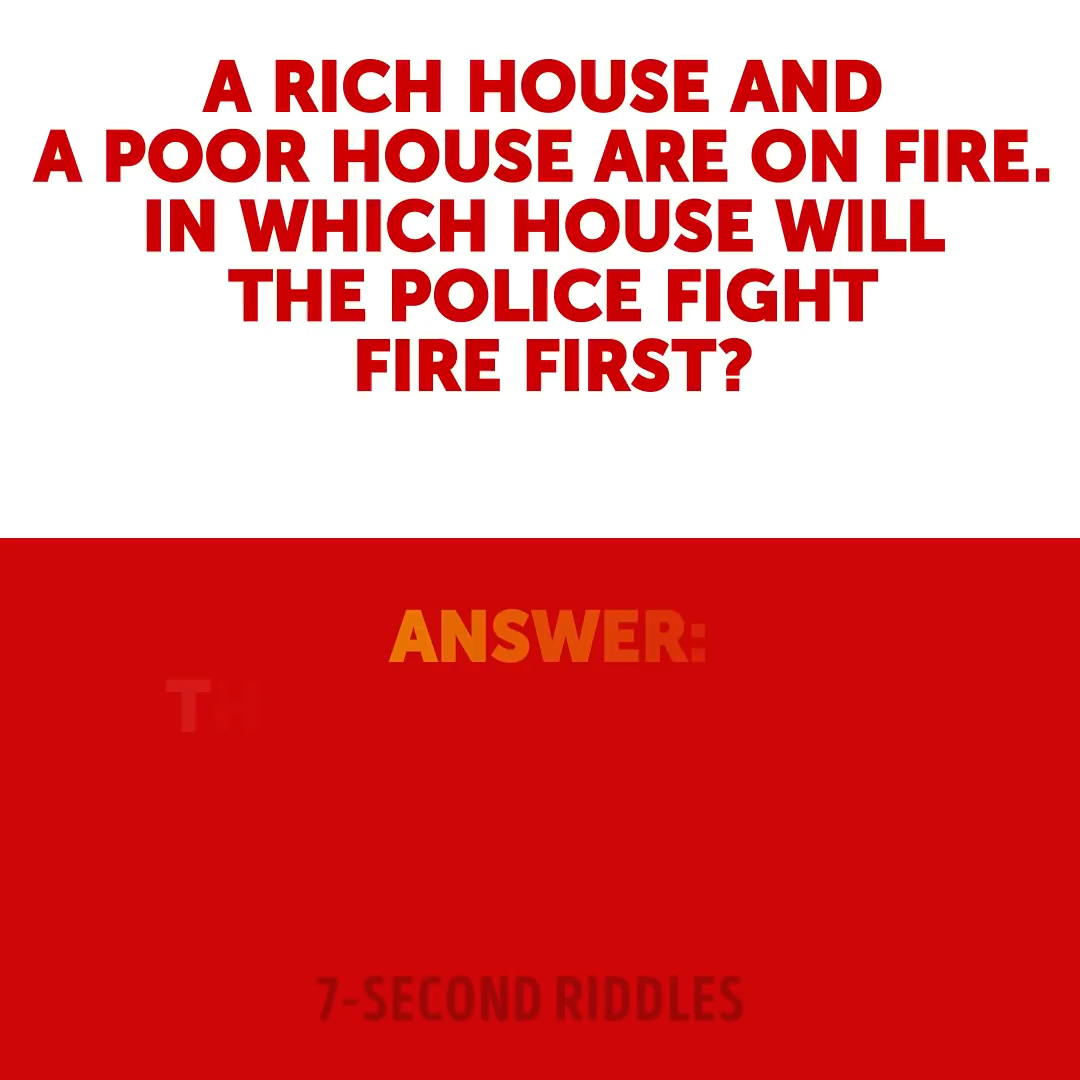 A RICH HOUSE AND
A POOR HOUSE ARE ON FIRE.
IN WHICH HOUSE WILL
THE POLICE FIGHT
FIRE FIRST?
ANSWER:
TH
7-SECOND RIDDLES